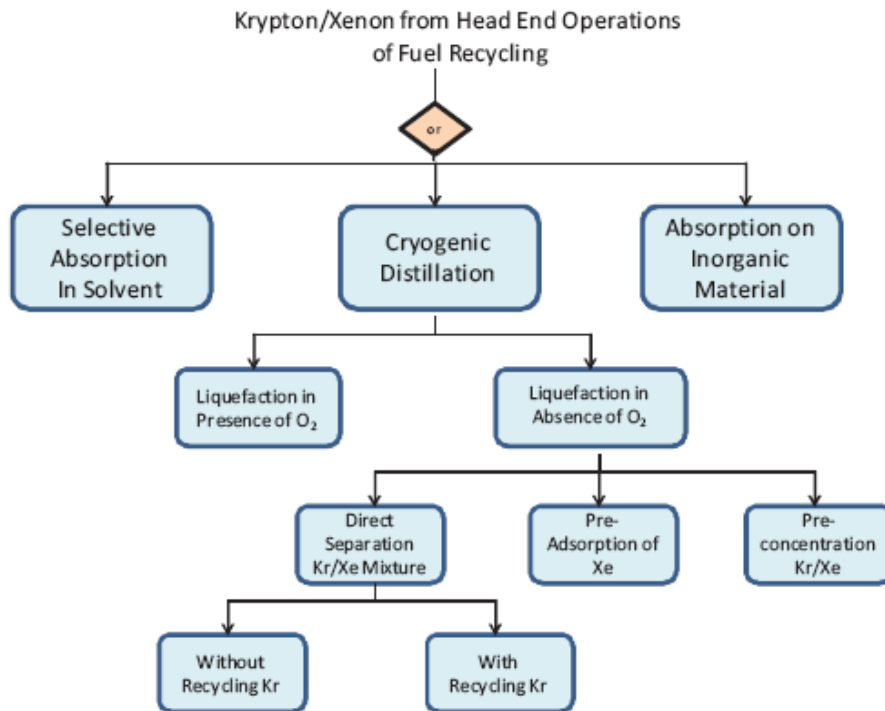 Krypton/Xenon from Head End Operations
of Fuel Recycling
or
Selective
Absorption
In Solvent
Cryogenic
Distillation
Absorption on
Inorganic
Material
Liquefaction in
Presence of O₂
Liquefaction in
Absence of O₂
Direct
Separation
Kr/Xe Mixture
Pre-
Adsorption of
Xe
Pre-
concentration
Kr/Xe
Without
Recycling Kr
With
Recycling Kr